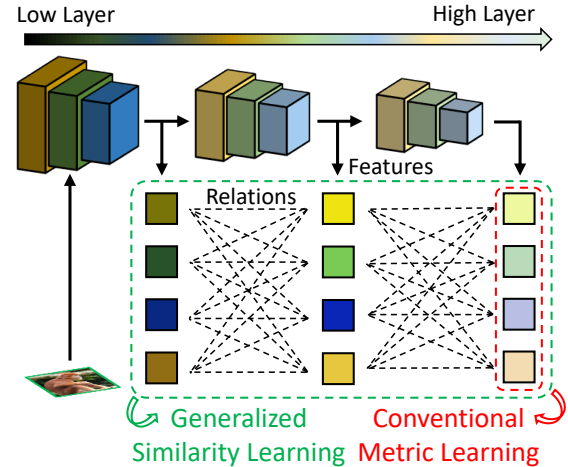 Low Layer
High Layer
Features
Relations
Generalized
Similarity Learning
Conventional
Metric Learning